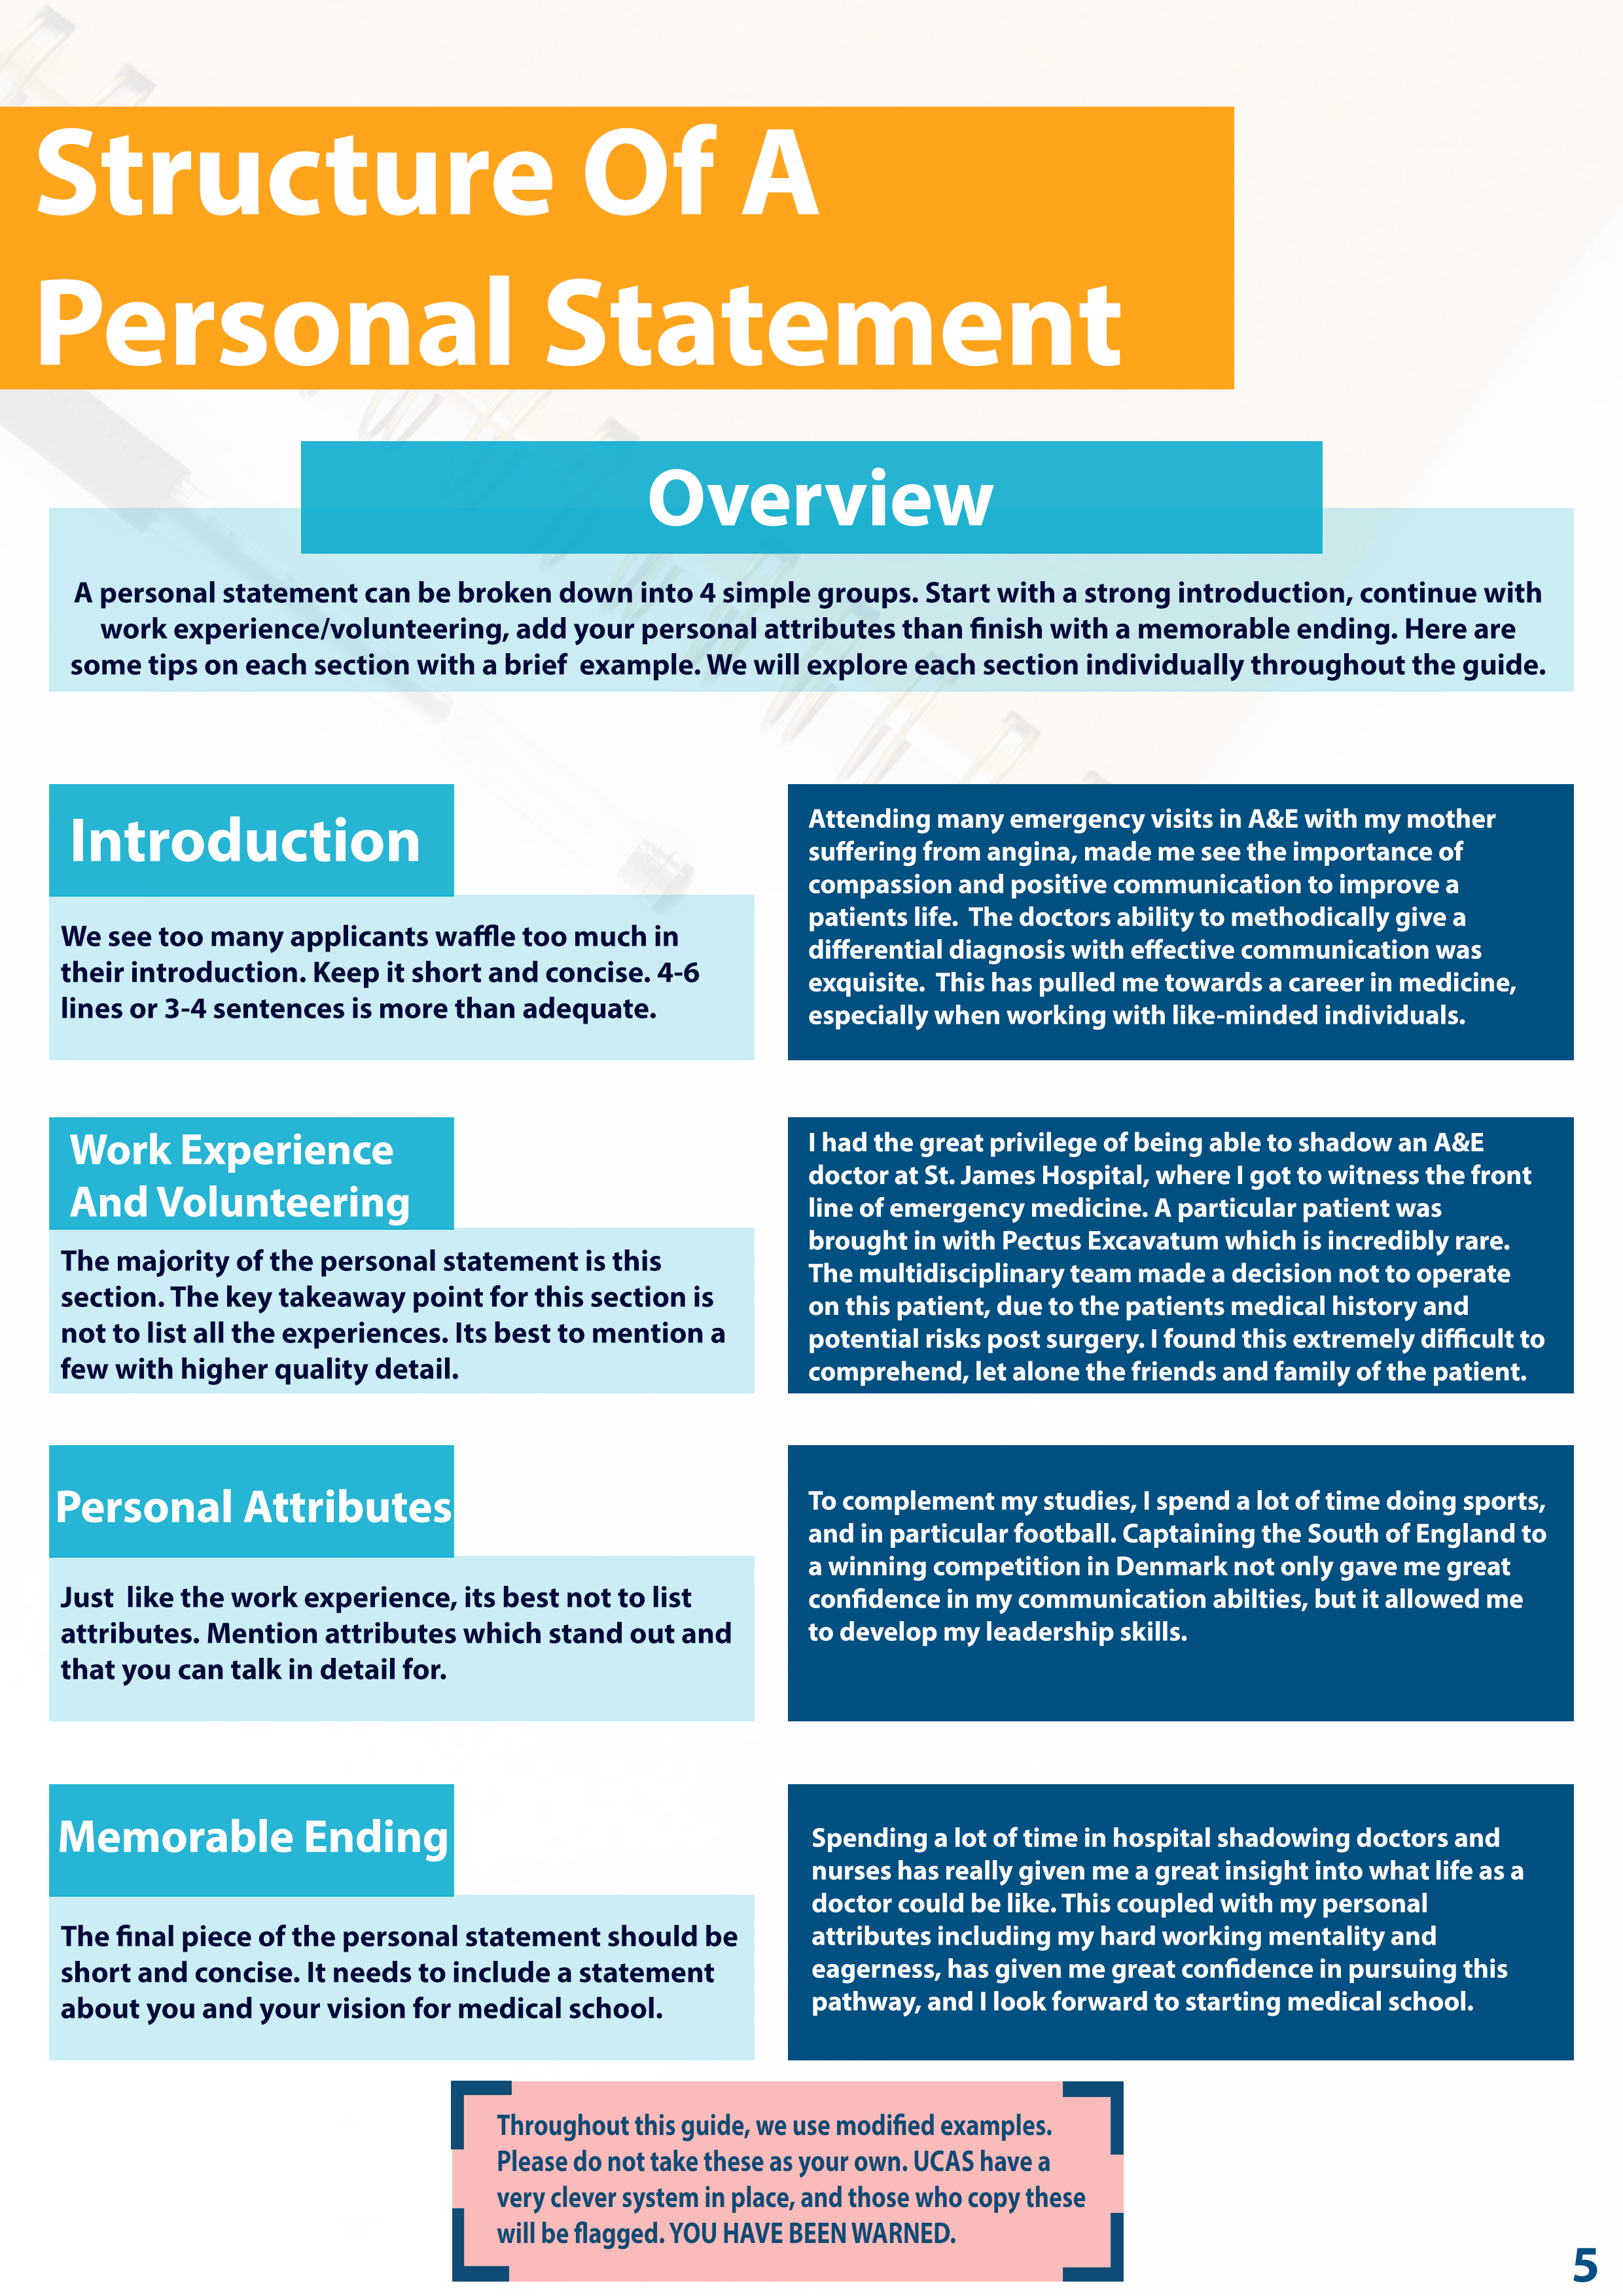 Structure Of A
Personal Statement
Overview
A personal statement can be broken down into 4 simple groups. Start with a strong introduction, continue with
work experience/volunteering, add your personal attributes than finish with a memorable ending. Here are
some tips on each section with a brief  example. We will explore each section individually throughout the guide.
Introduction
We see too many applicants waffle too much in
their introduction. Keep it short and concise. 4-6
lines or 3-4 sentences is more than adequate.
Attending many emergency visits in A&E with my mother
suffering from angina, made me see the importance of
compassion and positive communication to improve a
patients life.  The doctors ability to methodically give a
differential diagnosis with effective communication was
exquisite.  This has pulled me towards a career in medicine,
especially when working with like-minded individuals.
Work Experience
And Volunteering
The majority of the personal statement is this
section. The key takeaway point for this section is
not to list all the experiences. Its best to mention a
few with higher quality detail.
I had the great privilege of being able to shadow an A&E
doctor at St. James Hospital, where I got to witness the front
line of emergency medicine. A particular patient was
brought in with Pectus Excavatum which is incredibly rare.
The multidisciplinary team made a decision not to operate
on this patient, due to the patients medical history and
potential risks post surgery. I found this extremely difficult to
comprehend, let alone the friends and family of the patient.
Personal Attributes
Just  like the work experience, its best not to list
attributes. Mention attributes which stand out and
that you can talk in detail for.
To complement my studies, I spend a lot of time doing sports,
and in particular football. Captaining the South of England to
a winning competition in Denmark not only gave me great
confidence in my communication abilties, but it allowed me
to develop my leadership skills.
Memorable Ending
The final piece of the personal statement should be
short and concise. It needs to include a statement
about you and your vision for medical school.
Spending a lot of time in hospital shadowing doctors and
nurses has really given me a great insight into what life as a
doctor could be like. This coupled with my personal
attributes including my hard working mentality and
eagerness, has given me great confidence in pursuing this
pathway, and I look forward to starting medical school.
Throughout this guide, we use modified examples.
Please do not take these as your own. UCAS have a
very clever system in place, and those who copy these
will be flagged. YOU HAVE BEEN WARNED.
5